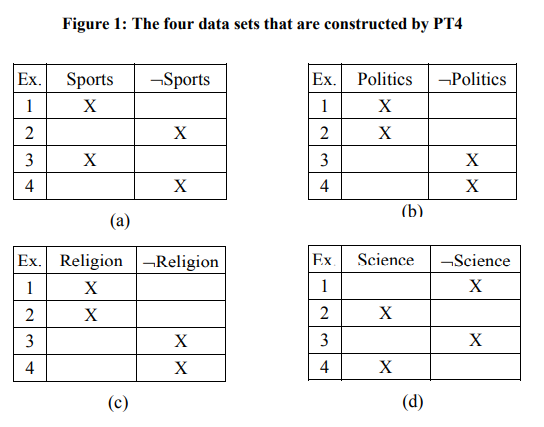 Figure 1: The four data sets that are constructed by PT4
Ex. Sports ¬Sports
1 X
2 X
3 X
4 X
(a)
Ex. Politics ¬Politics
1 X
2 X
3 X
4 X
(b)
Ex. Religion ¬Religion
1 X
2 X
3 X
4 X
(c)
Ex Science ¬Science
1 X
2 X
3 X
4 X
(d)